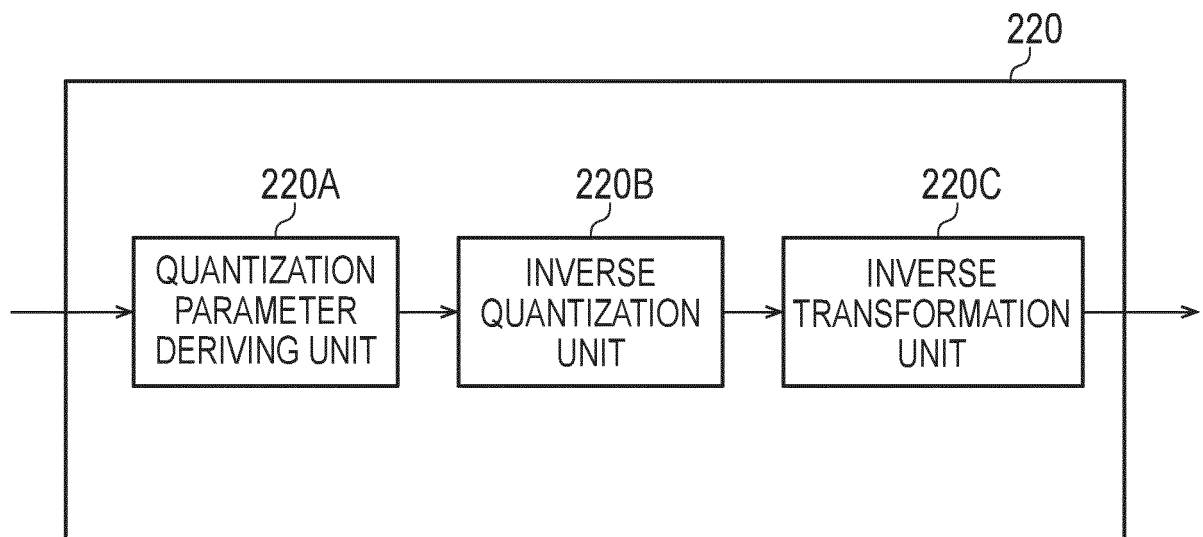 220
220A
220B
220C
QUANTIZATION
PARAMETER
DERIVING UNIT
INVERSE
QUANTIZATION
UNIT
INVERSE
TRANSFORMATION
UNIT